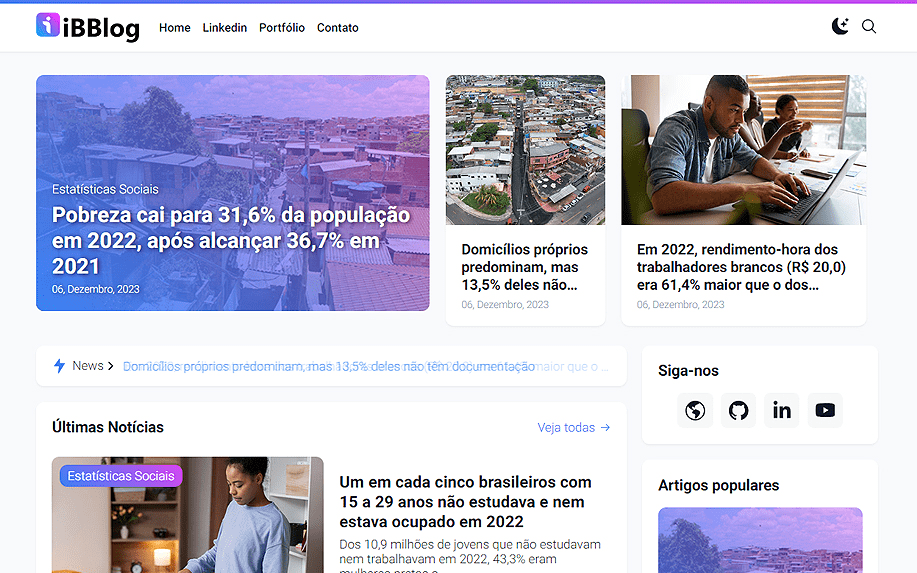 iBBlog
Home Linkedin Portfólio Contato
Estatísticas Sociais
Pobreza cai para 31,6% da população
em 2022, após alcançar 36,7% em
2021
06, Dezembro, 2023
Domicílios próprios
predominam, mas
13,5% deles não...
06, Dezembro, 2023
Em 2022, rendimento-hora dos
trabalhadores brancos (R$ 20,0)
era 61,4% maior que o dos...
06, Dezembro, 2023
News
Domicílios próprios predominam, mas 13,5% deles não têm documentação
maior que o ...
Siga-nos
Últimas Notícias
Veja todas →
Estatísticas Sociais
Um em cada cinco brasileiros com
15 a 29 anos não estudava e nem
estava ocupado em 2022
Dos 10,9 milhões de jovens que não estudavam
nem trabalhavam em 2022, 43,3% eram
Artigos populares